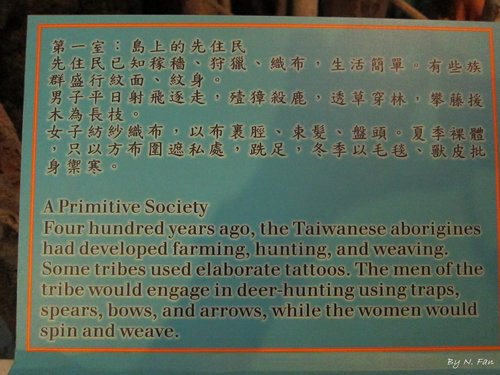 第一室：島上的先住民
先住民已知稼穡、狩獵、織布，生活簡單。有些族
群盛行紋面、紋身。
男子平日射飛逐走，殪獐殺鹿，透草穿林，攀藤援
木為長枝。
女子紡紗織布，以布裹脛、束髮、盤頭。夏季裸體
，只以方布圍遮私處，跣足，冬季以毛毯、獸皮批
身禦寒。
A Primitive Society
Four hundred years ago, the Taiwanese aborigines
had developed farming, hunting, and weaving.
Some tribes used elaborate tattoos. The men of the
tribe would engage in deer-hunting using traps,
spears, bows, and arrows, while the women would
spin and weave.
By N. Fan